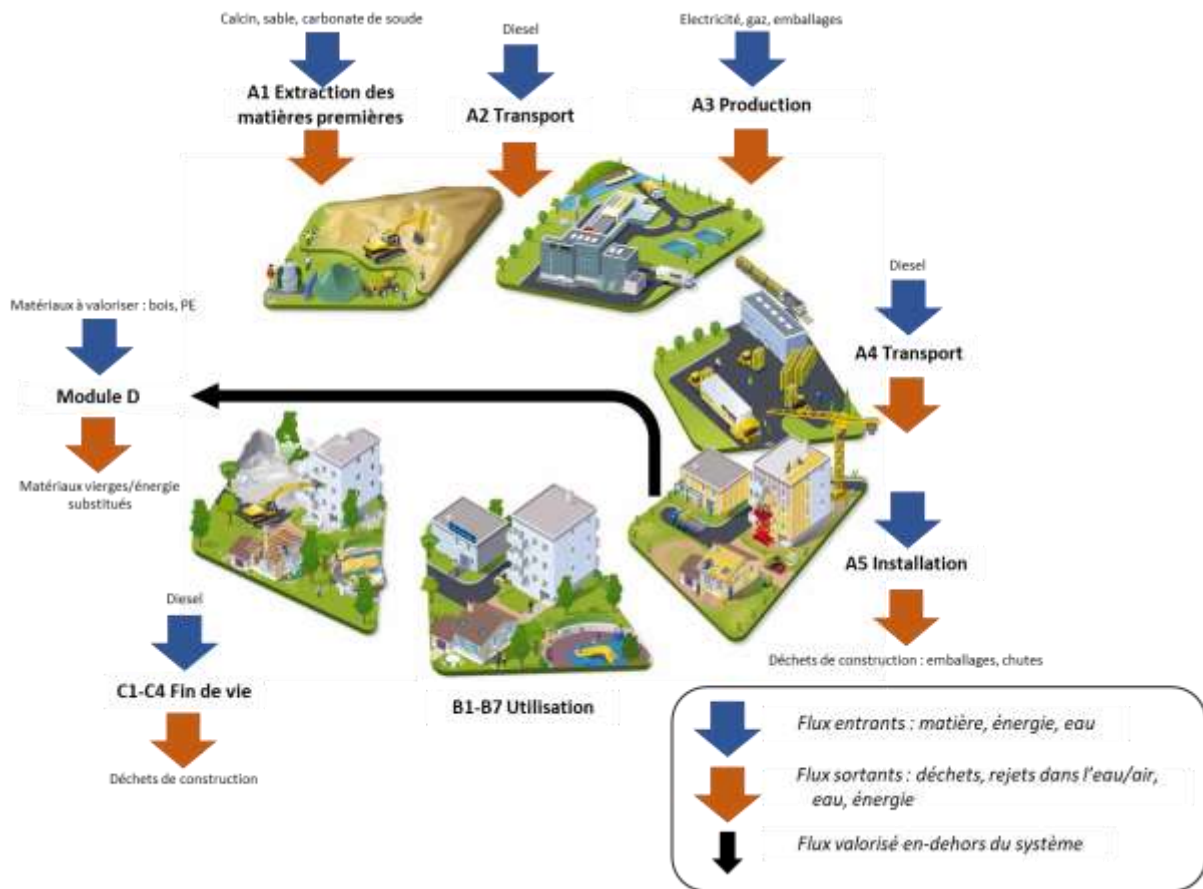 Calcin, sable, carbonate de soude
Diesel
Electricité, gaz, emballages
A1 Extraction des
matières premières
A2 Transport
A3 Production
Diesel
A4 Transport
Matériaux à valoriser : bois, PE
Module D
Matériaux vierges/énergie
substitués
A5 Installation
Déchets de construction : emballages, chutes
Diesel
C1-C4 Fin de vie
Déchets de construction
B1-B7 Utilisation
Flux entrants : matière, énergie, eau
Flux sortants : déchets, rejets dans l'eau/air,
eau, énergie
Flux valorisé en-dehors du système